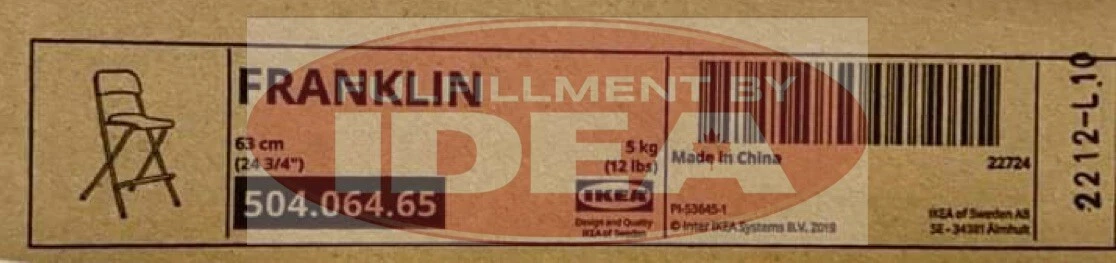 FULFILLMENT BY
IDEA
FRANKLIN
63 cm
(24 3/4")
5 kg
(12 lbs)
504.064.65
IKEA
Design and Quality
IKEA of Sweden
Made in China
22724
PI-53645-1
© Inter IKEA Systems B.V. 2019
IKEA of Sweden AB
SE - 34381 Älmhult
2212-L.10